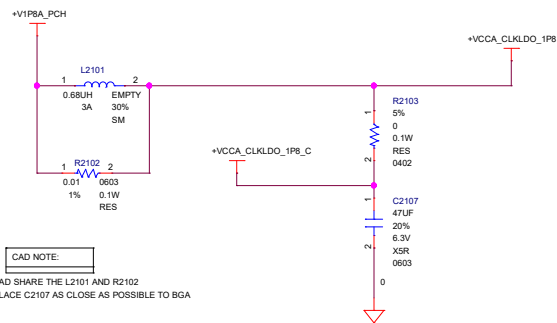 +V1P8A_PCH
+VCCA_CLKLDO_1P8
L2101
1 2
0.68UH EMPTY
3A 30%
SM
R2102
1 2
0.01 0603
1% 0.1W
RES
R2103
1 5%
0
0.1W
2 RES
0402
+VCCA_CLKLDO_1P8_C
C2107
1 47UF
20%
6.3V
2 X5R
0603
0
CAD NOTE:
AD SHARE THE L2101 AND R2102
LACE C2107 AS CLOSE AS POSSIBLE TO BGA